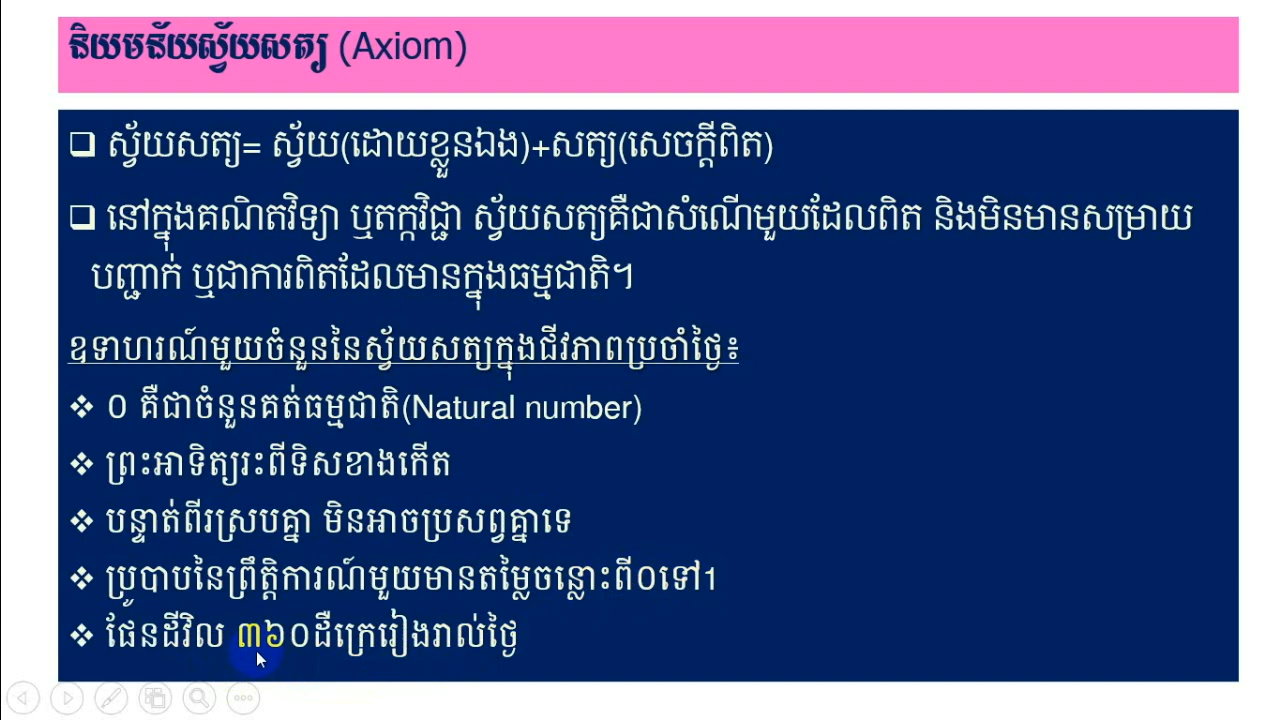 និយមន័យស្វ័យសត្យ (Axiom)
❑ ស្វ័យសត្យ= ស្វ័យ(ដោយខ្លួនឯង)+សត្យ(សេចក្តីពិត)
❑ នៅក្នុងគណិតវិទ្យា ឬតក្កវិជ្ជា ស្វ័យសត្យគឺជាសំណើមួយដែលពិត និងមិនមានសម្រាយ
បញ្ជាក់ ឬជាការពិតដែលមានក្នុងធម្មជាតិ។
ឧទាហរណ៍មួយចំនួននៃស្វ័យសត្យក្នុងជីវភាពប្រចាំថ្ងៃ៖
❖ ០ គឺជាចំនួនគត់ធម្មជាតិ(Natural number)
❖ ព្រះអាទិត្យរះពីទិសខាងកើត
❖ បន្ទាត់ពីរស្របគ្នា មិនអាចប្រសព្វគ្នាទេ
❖ ប្រូបាបនៃព្រឹត្តិការណ៍មួយមានតម្លៃចន្លោះពី០ទៅ1
❖ ផែនដីវិល ៣៦០ដឺក្រេរៀងរាល់ថ្ងៃ